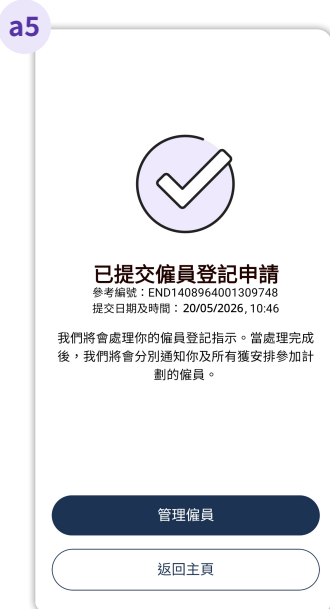 a5
已提交僱員登記申請
參考編號：END1408964001309748
提交日期及時間：20/05/2026, 10:46
我們將會處理你的僱員登記指示。當處理完成
後，我們將會分別通知你及所有獲安排參加計
劃的僱員。
管理僱員
返回主頁